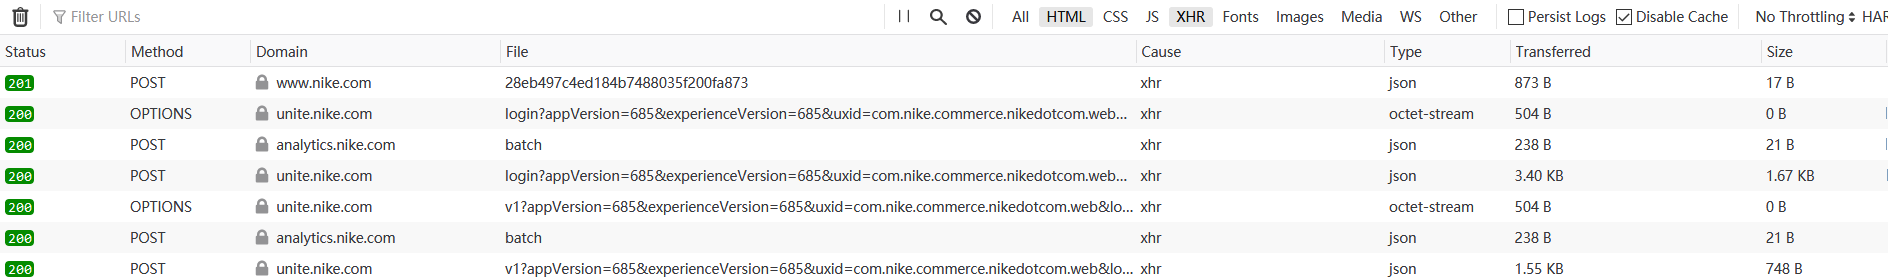 Filter URLs All HTML CSS JS XHR Fonts Images Media WS Other Persist Logs Disable Cache No Throttling HAR
Status Method Domain File Cause Type Transferred Size
201 POST www.nike.com 28eb497c4ed184b7488035f200fa873 xhr json 873 B 17 B
200 OPTIONS unite.nike.com login?appVersion=685&experienceVersion=685&uxid=com.nike.commerce.nikedotcom.web... xhr octet-stream 504 B 0 B
200 POST analytics.nike.com batch xhr json 238 B 21 B
200 POST unite.nike.com login?appVersion=685&experienceVersion=685&uxid=com.nike.commerce.nikedotcom.web... xhr json 3.40 KB 1.67 KB
200 OPTIONS unite.nike.com v1?appVersion=685&experienceVersion=685&uxid=com.nike.commerce.nikedotcom.web&lo... xhr octet-stream 504 B 0 B
200 POST analytics.nike.com batch xhr json 238 B 21 B
200 POST unite.nike.com v1?appVersion=685&experienceVersion=685&uxid=com.nike.commerce.nikedotcom.web&lo... xhr json 1.55 KB 748 B